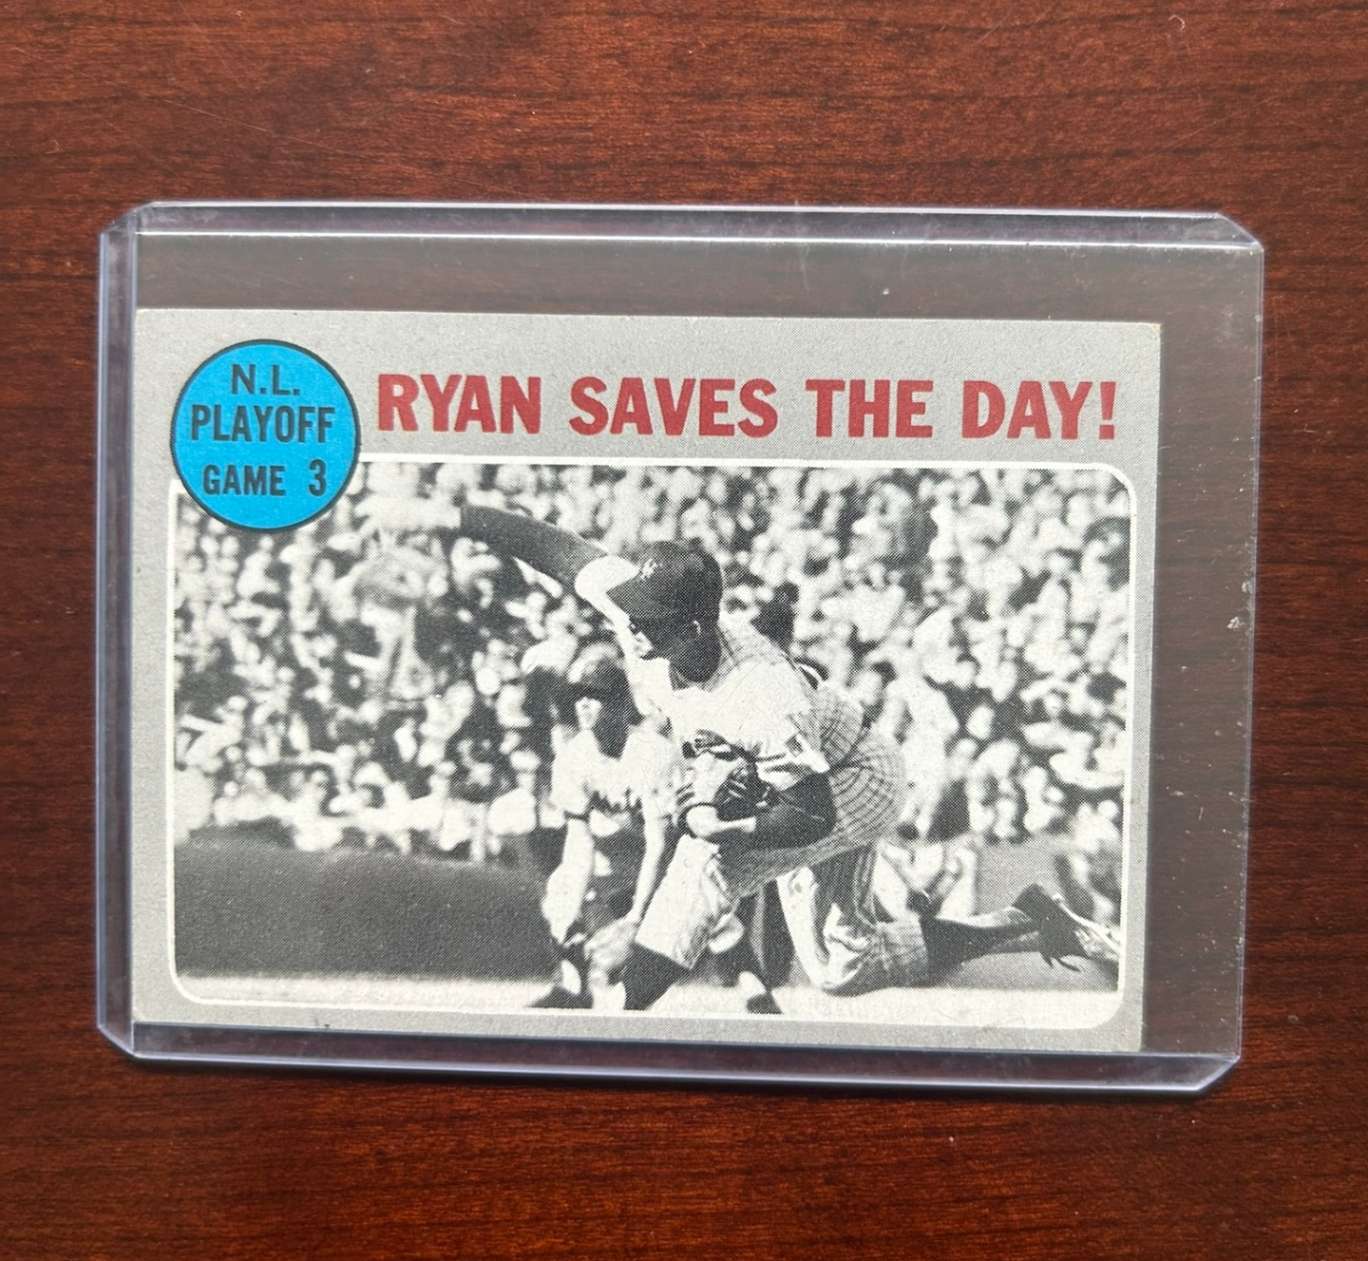 N.L.
PLAYOFF
GAME 3
RYAN SAVES THE DAY!